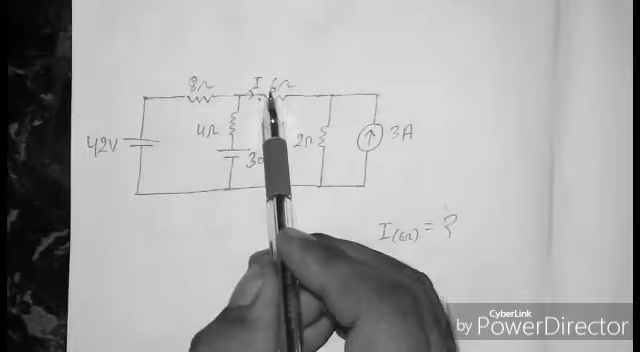 8Ω I 6Ω
42V 4Ω 2Ω 3A
I(6Ω) = ?
CyberLink
by PowerDirector